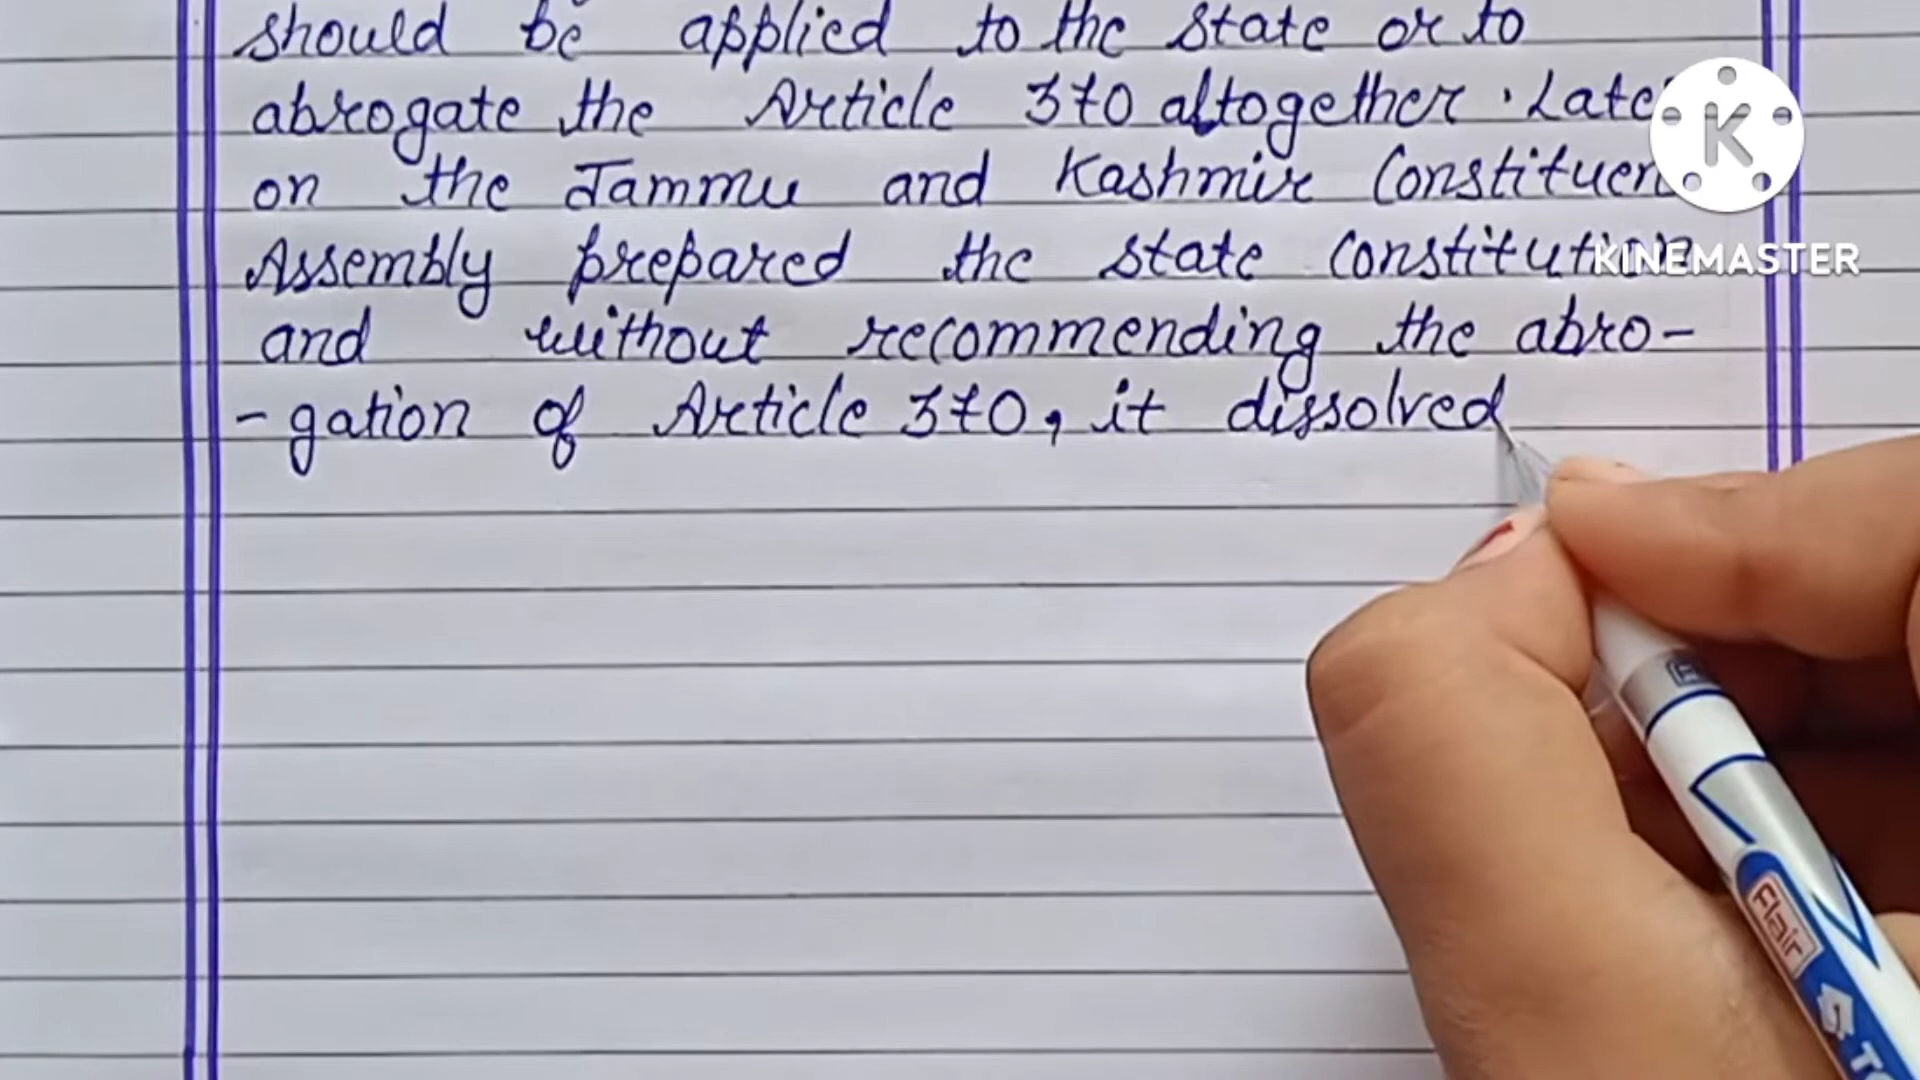 should be applied to the state or to
abrogate the Article 370 altogether. Later
on the Jammu and Kashmir Constituent
Assembly prepared the state constitution
and without recommending the abro-
-gation of Article 370, it dissolved
K
KINEMASTER
Flair